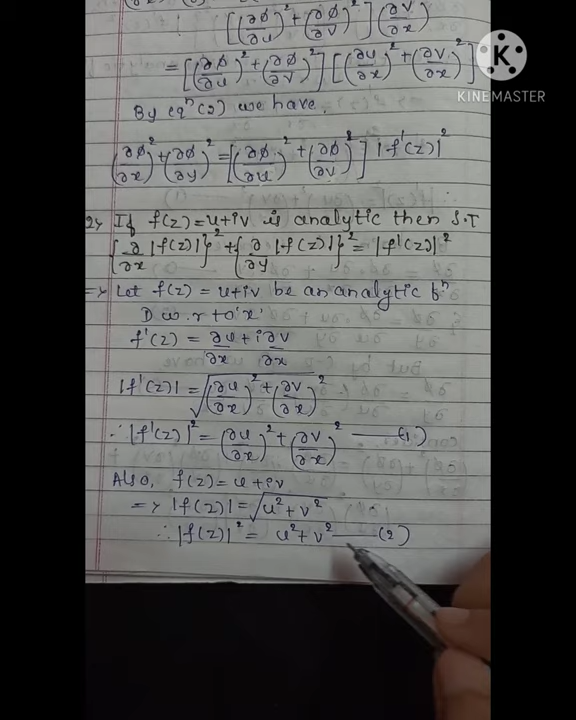 [(∂ø/∂u)² + (∂ø/∂v)²] (∂v/∂x)
= [(∂ø/∂u)² + (∂ø/∂v)²] [(∂u/∂x)² + (∂v/∂x)²]
KINEMASTER
By eqⁿ (2) we have,
(∂ø/∂x)² + (∂ø/∂y)² = [(∂ø/∂u)² + (∂ø/∂v)²] |f'(z)|²
2) If f(z) = u+iv is analytic then S.T
{∂/∂x |f(z)|}² + {∂/∂y |f(z)|}² = |f'(z)|²
=> Let f(z) = u+iv be an analytic fⁿ
D w.r to 'x'
f'(z) = ∂u/∂x + i ∂v/∂x
|f'(z)| = √((∂u/∂x)² + (∂v/∂x)²)
∴ |f'(z)|² = (∂u/∂x)² + (∂v/∂x)² —— (1)
Also, f(z) = u+iv
=> |f(z)| = √(u²+v²)
∴ |f(z)|² = u²+v² —— (2)